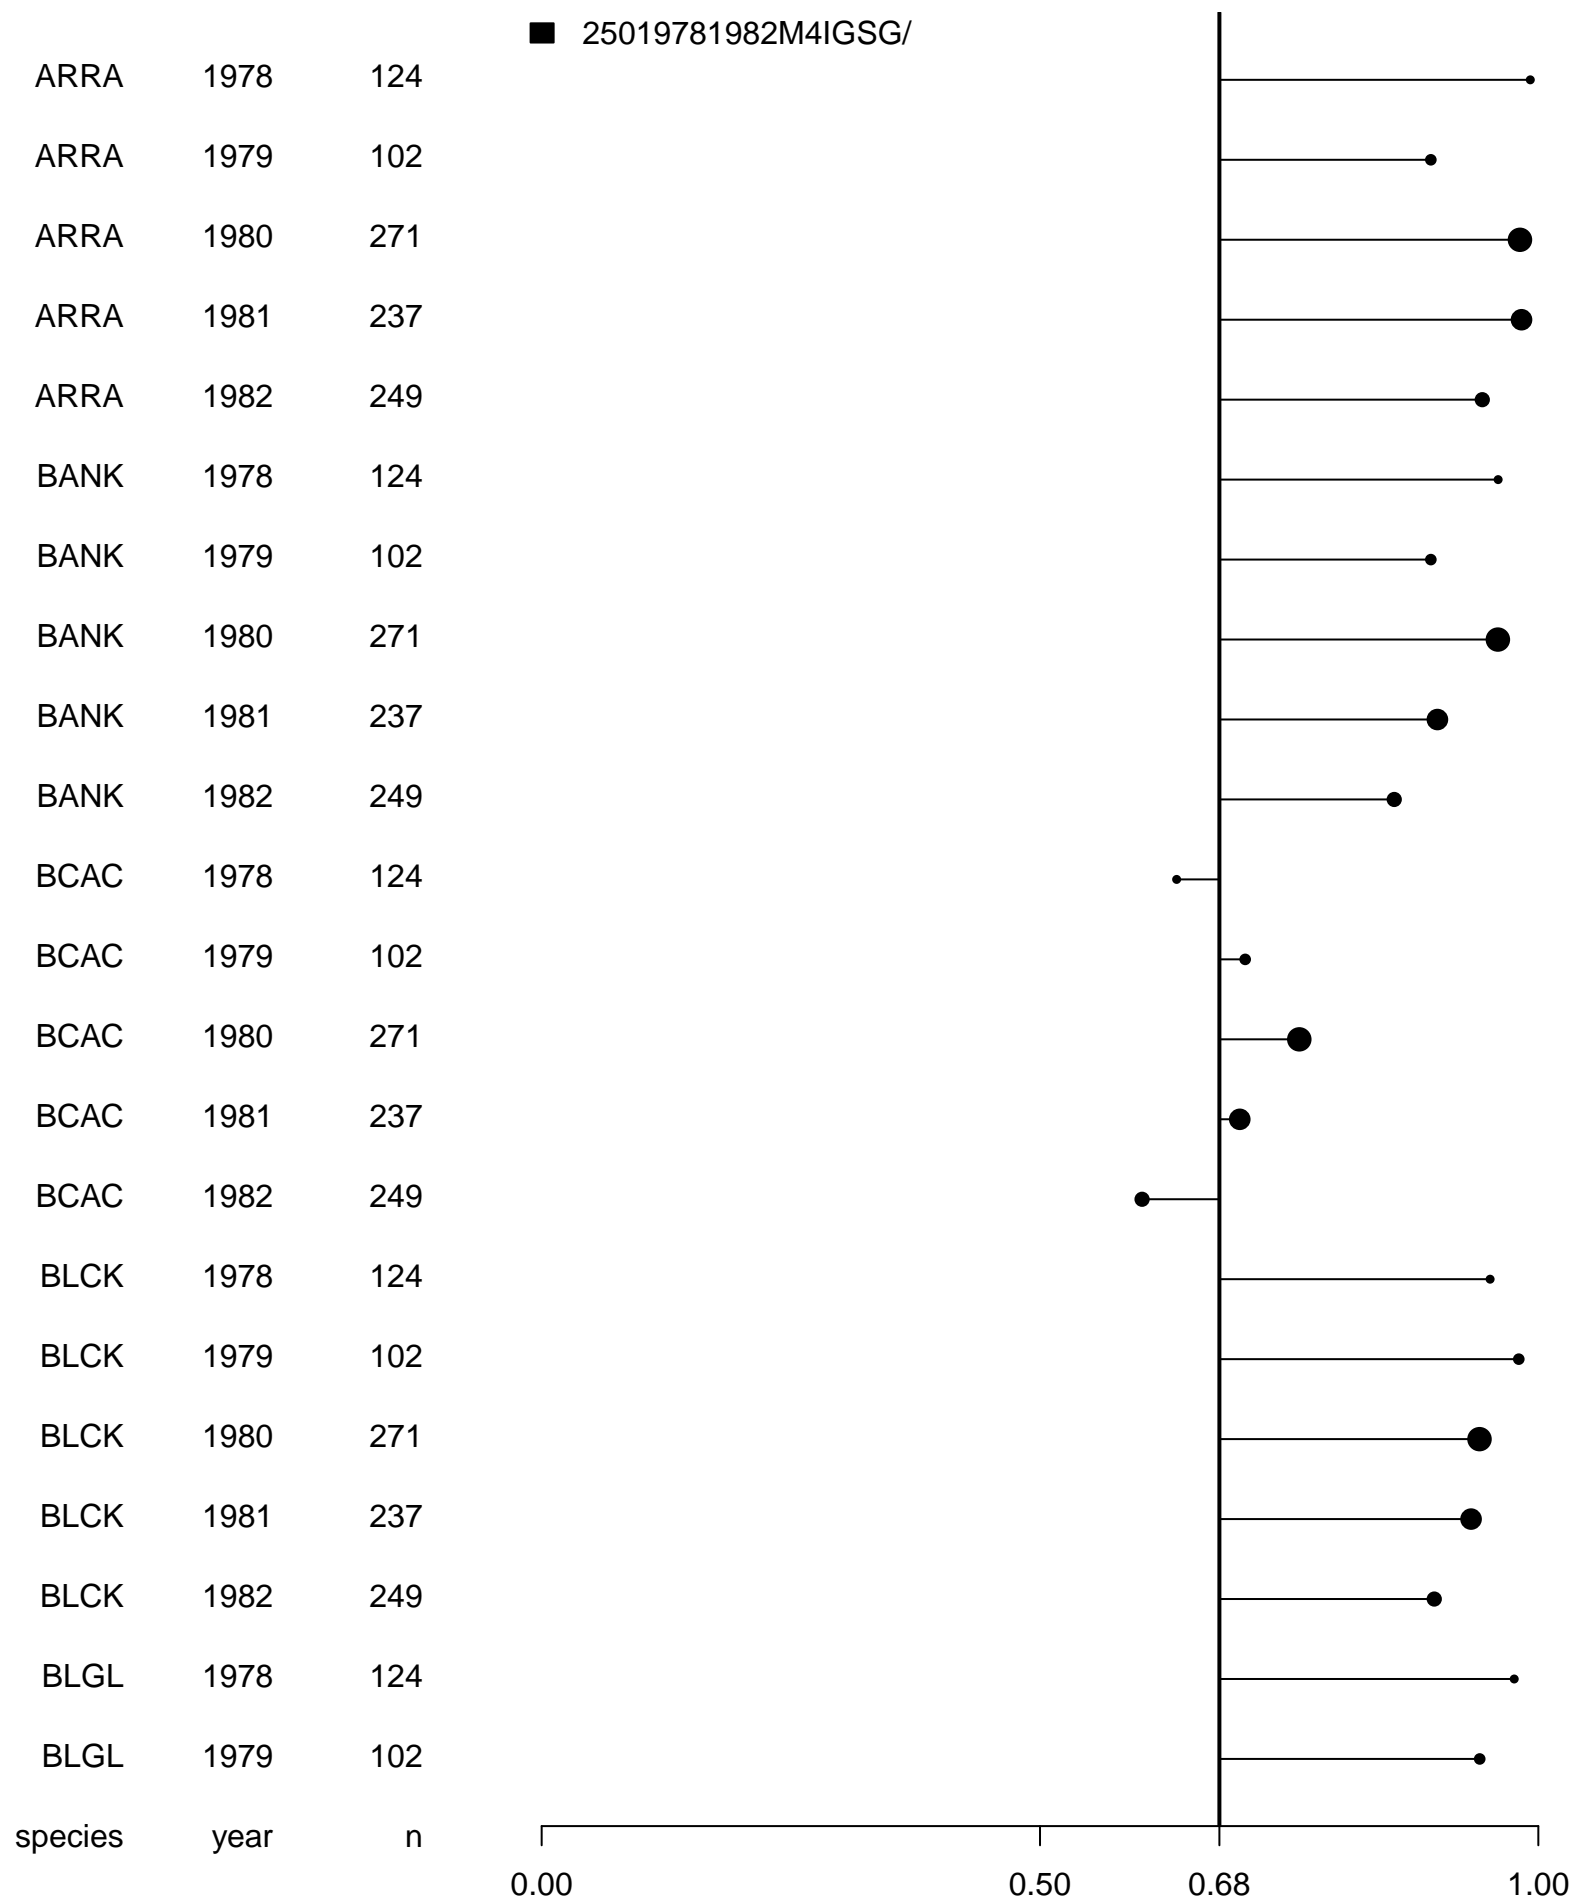 25019781982M4IGSG/
ARRA 1978 124
ARRA 1979 102
ARRA 1980 271
ARRA 1981 237
ARRA 1982 249
BANK 1978 124
BANK 1979 102
BANK 1980 271
BANK 1981 237
BANK 1982 249
BCAC 1978 124
BCAC 1979 102
BCAC 1980 271
BCAC 1981 237
BCAC 1982 249
BLCK 1978 124
BLCK 1979 102
BLCK 1980 271
BLCK 1981 237
BLCK 1982 249
BLGL 1978 124
BLGL 1979 102
species year n
0.00 0.50 0.68 1.00